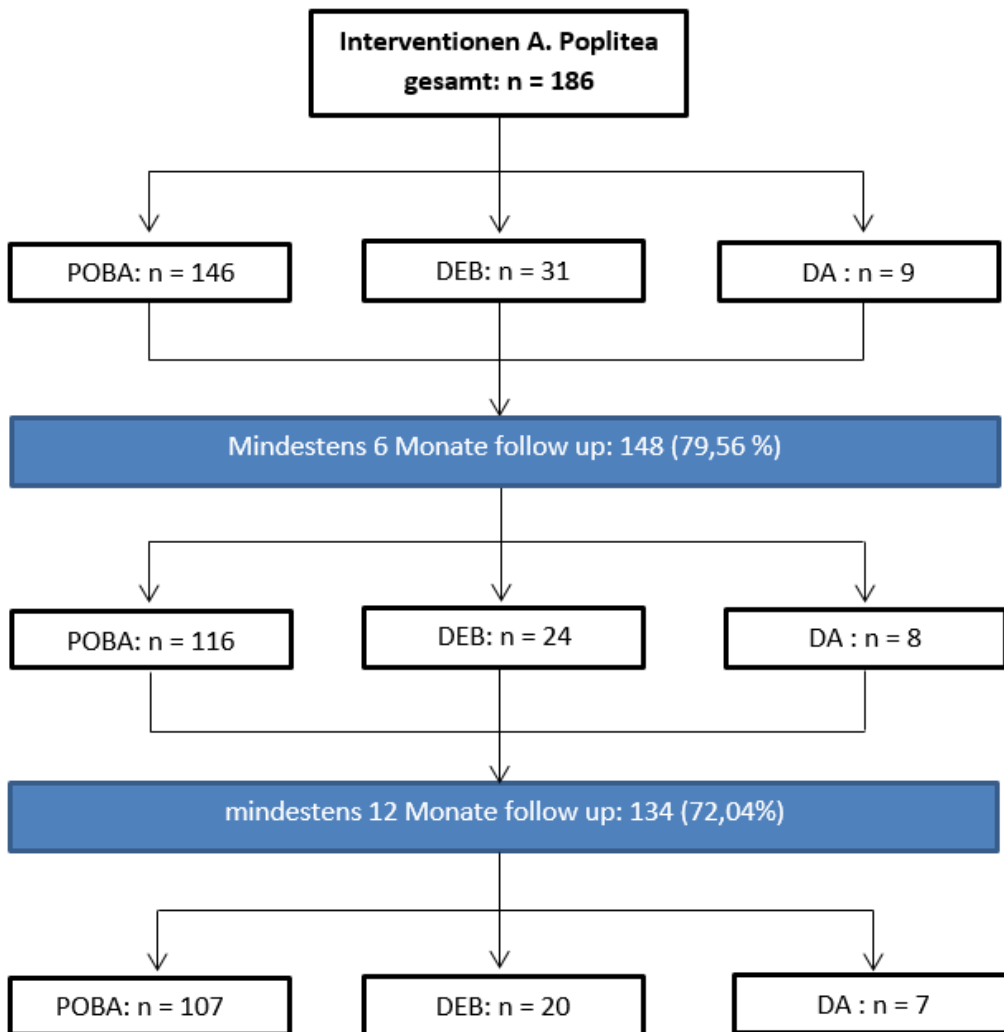 Interventionen A. Poplitea
gesamt: n = 186
POBA: n = 146
DEB: n = 31
DA : n = 9
Mindestens 6 Monate follow up: 148 (79,56 %)
POBA: n = 116
DEB: n = 24
DA : n = 8
mindestens 12 Monate follow up: 134 (72,04%)
POBA: n = 107
DEB: n = 20
DA : n = 7